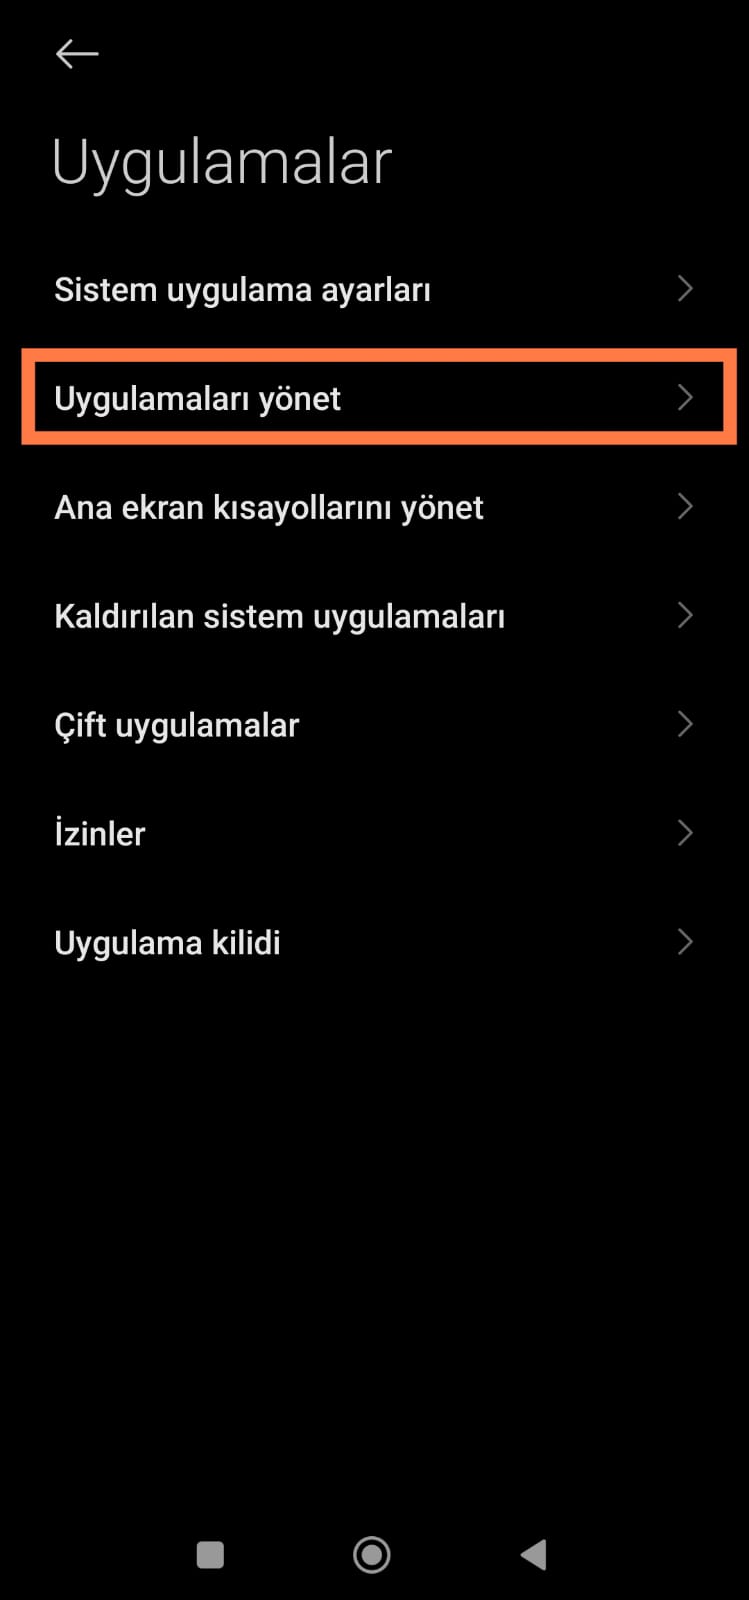 Uygulamalar
Sistem uygulama ayarları
Uygulamaları yönet
Ana ekran kısayollarını yönet
Kaldırılan sistem uygulamaları
Çift uygulamalar
İzinler
Uygulama kilidi